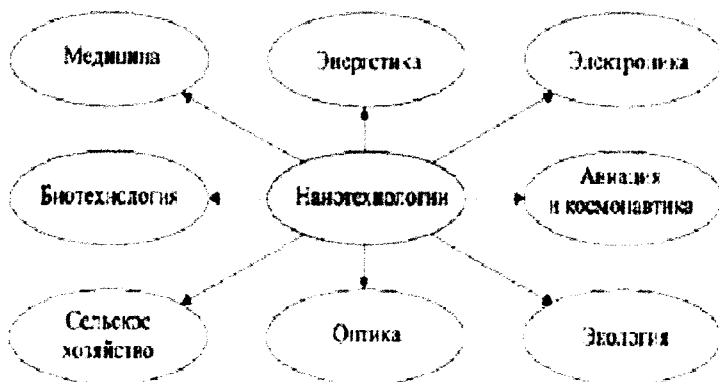 Медицина
Энергетика
Электроника
Биотехнология
Нанотехнологии
Авиация
и космонавтика
Сельское
хозяйство
Оптика
Экология